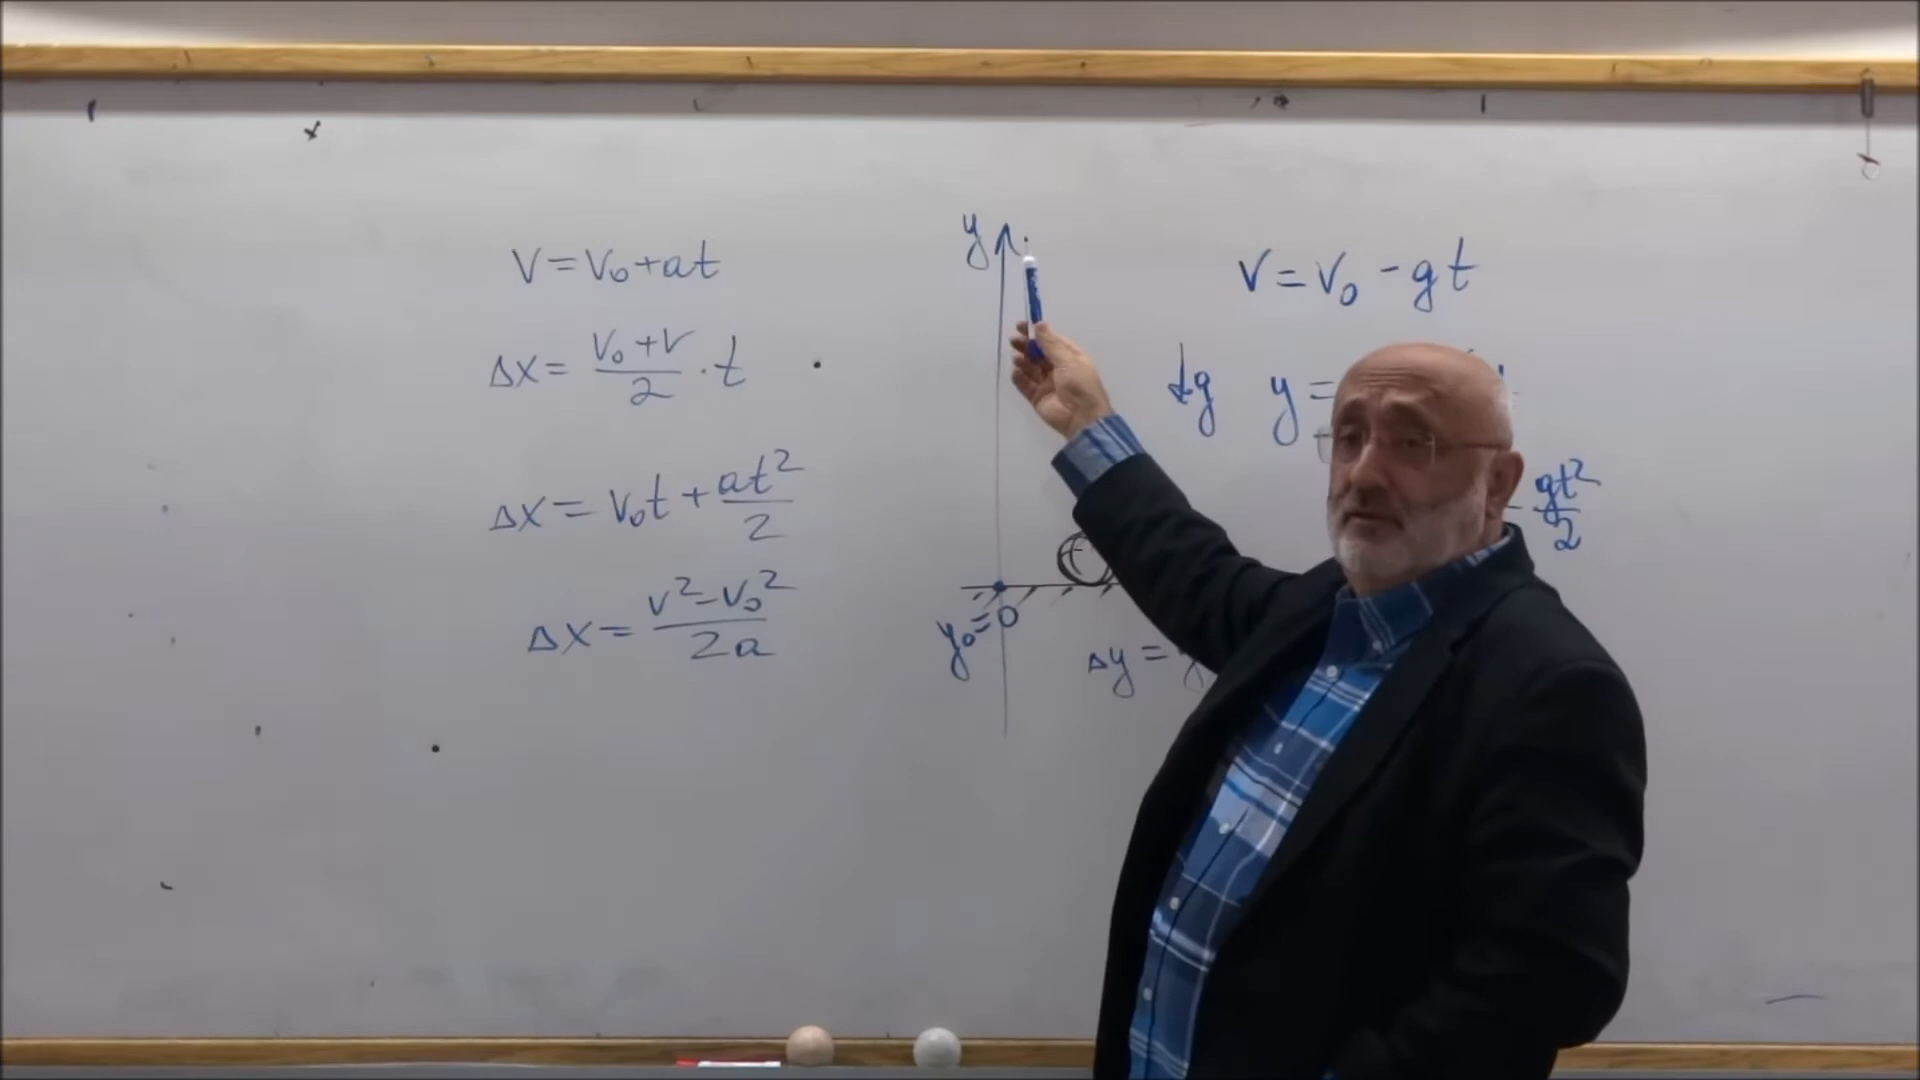 V = V₀ + at
Δx = (V₀ + V)/2 · t
Δx = V₀t + at²/2
Δx = (V² – V₀²)/2a
y
y₀ = 0
Δy =
V = V₀ - gt
↓g y =
gt²/2